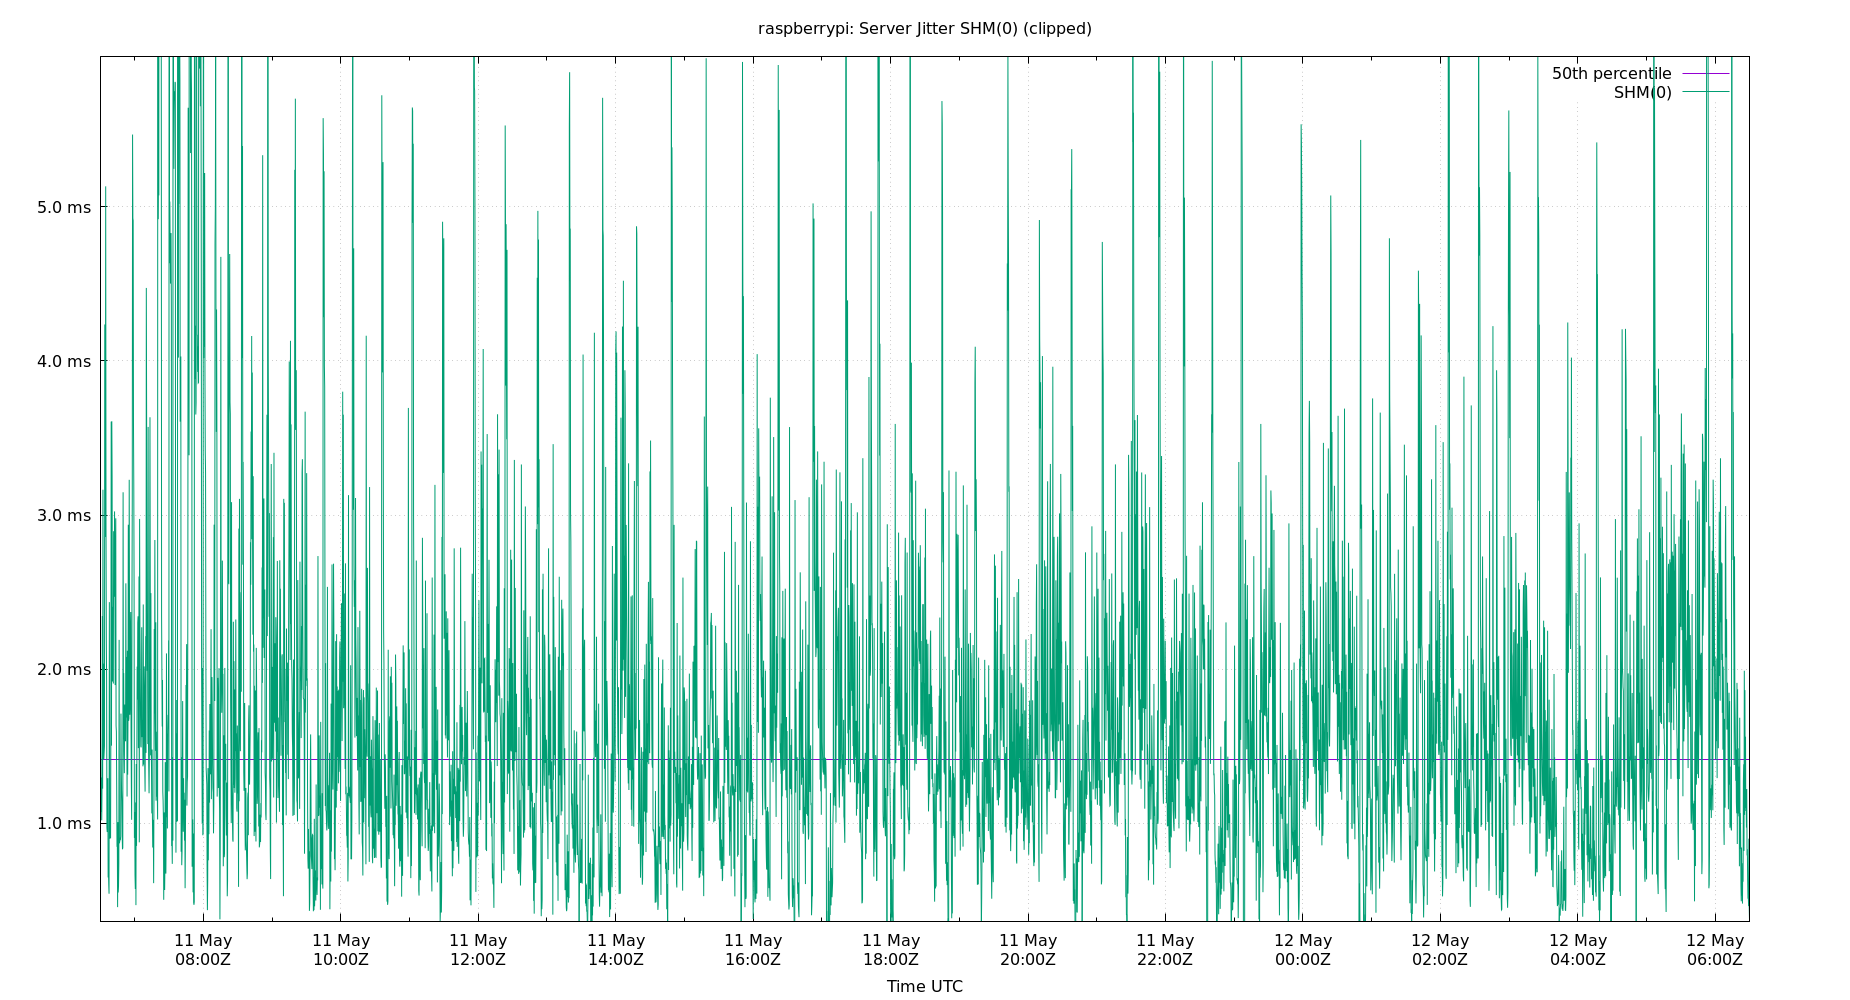 raspberrypi: Server Jitter SHM(0) (clipped)
50th percentile
SHM(0)
5.0 ms
4.0 ms
3.0 ms
2.0 ms
1.0 ms
11 May 11 May 11 May 11 May 11 May 11 May 11 May 11 May 12 May 12 May 12 May 12 May
08:00Z 10:00Z 12:00Z 14:00Z 16:00Z 18:00Z 20:00Z 22:00Z 00:00Z 02:00Z 04:00Z 06:00Z
Time UTC